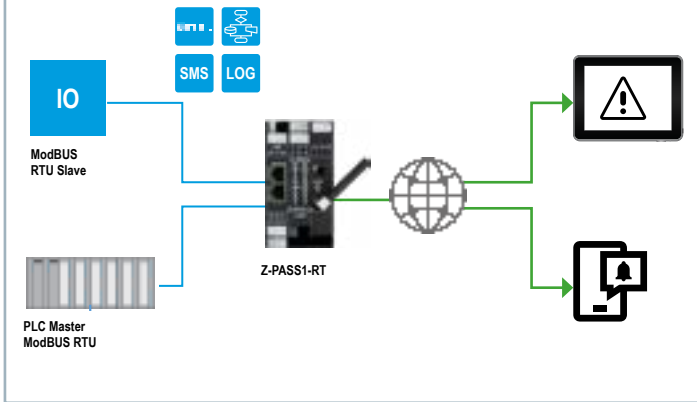 SMS
LOG
IO
ModBUS
RTU Slave
Z-PASS1-RT
PLC Master
ModBUS RTU